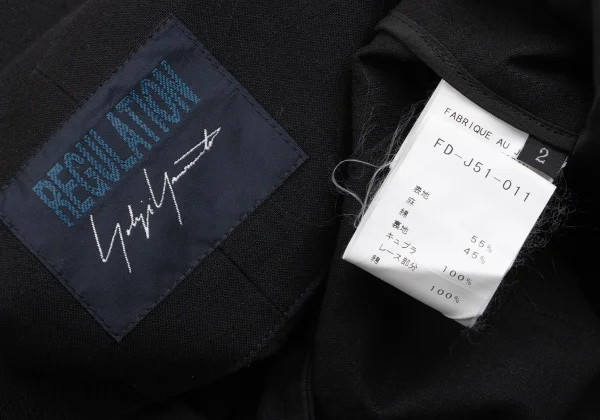 REGULATION
Yohji Yamamoto
FABRIQUE AU
2
FD-J51-011
表地
麻 55%
綿 45%
裏地
キュプラ 100%
レース部分
綿 100%